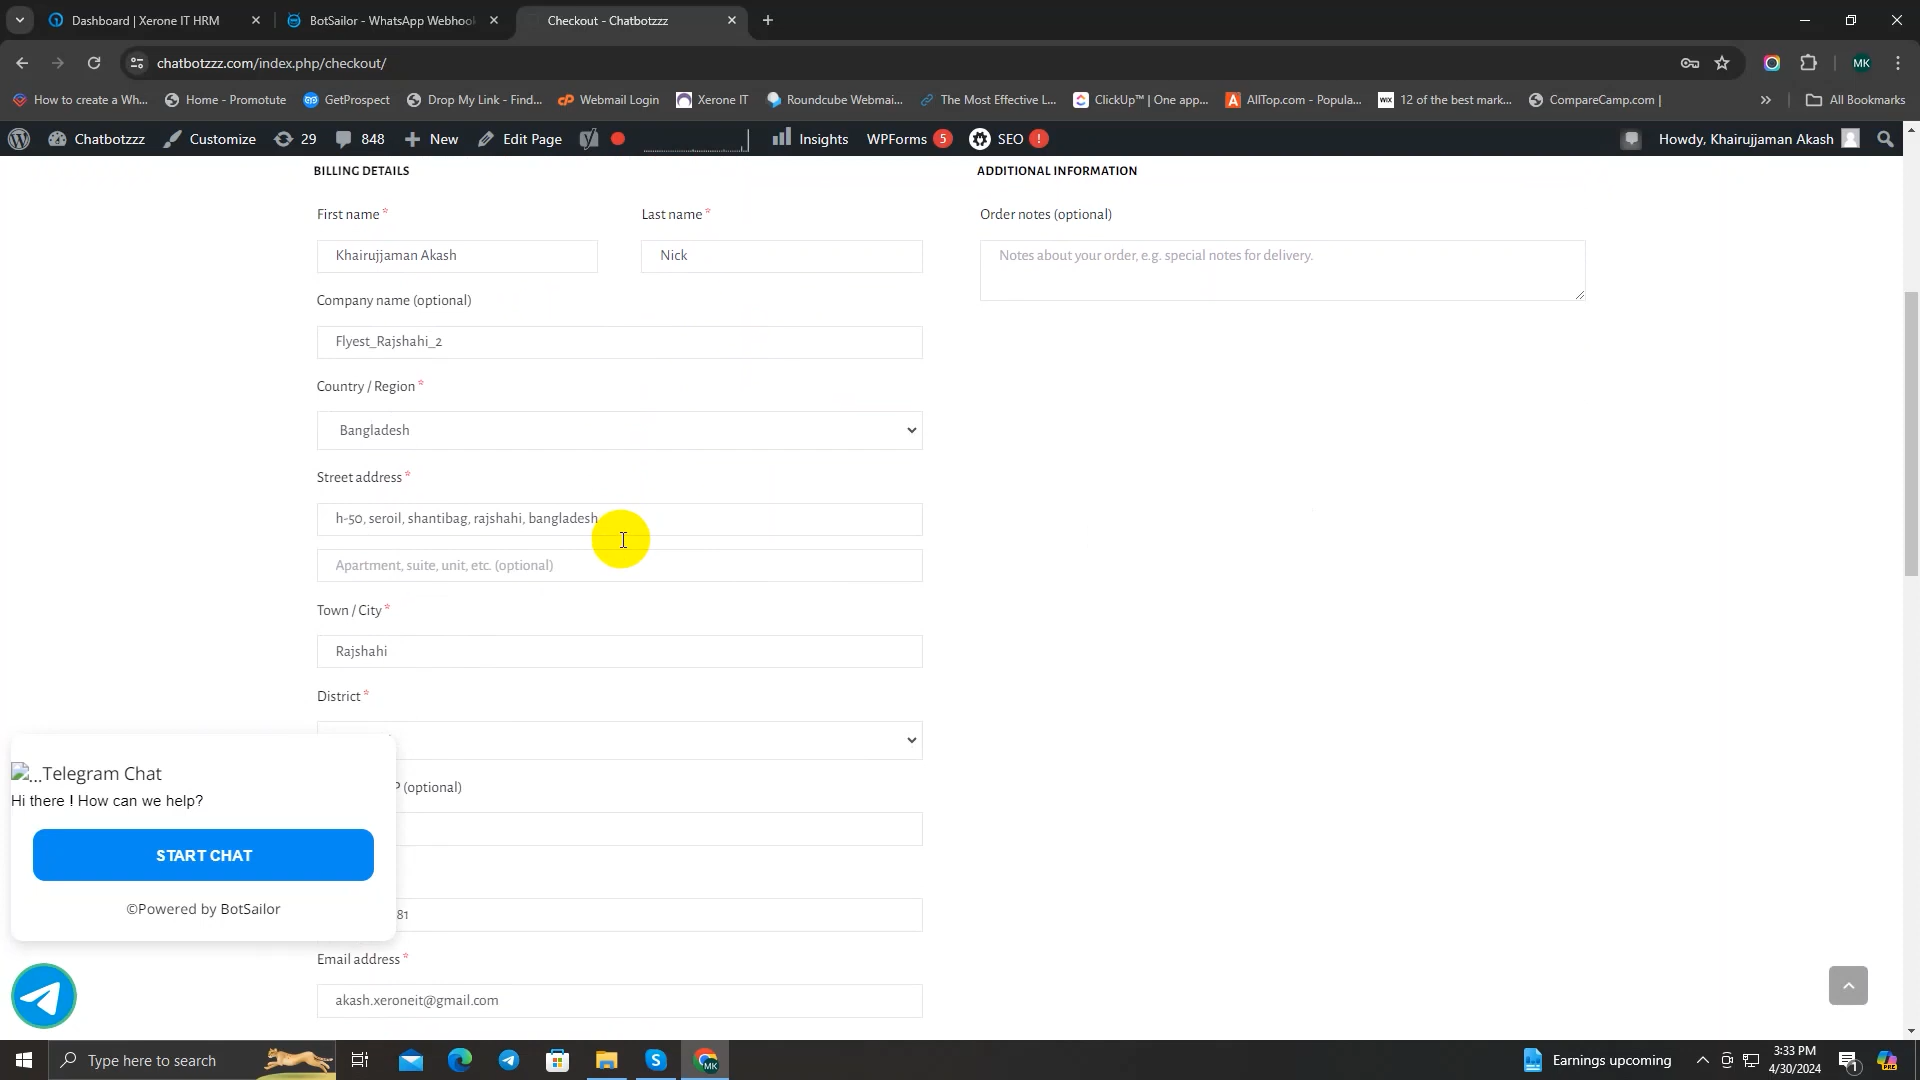 Dashboard | Xerone IT HRM
BotSailor - WhatsApp Webhook
Checkout - Chatbotzzz
chatbotzzz.com/index.php/checkout/
MK
How to create a Wh...
Home - Promotute
GetProspect
Drop My Link - Find...
Webmail Login
Xerone IT
Roundcube Webmai...
The Most Effective L...
ClickUp™ | One app...
AllTop.com - Popula...
WIX 12 of the best mark...
CompareCamp.com |
All Bookmarks
Chatbotzzz
Customize
29
848
New
Edit Page
Insights
WPForms 5
SEO !
Howdy, Khairujjaman Akash
BILLING DETAILS
ADDITIONAL INFORMATION
First name *
Last name *
Order notes (optional)
Khairujjaman Akash
Nick
Notes about your order, e.g. special notes for delivery.
Company name (optional)
Flyest_Rajshahi_2
Country / Region *
Bangladesh
Street address *
h-50, seroil, shantibag, rajshahi, bangladesh
Apartment, suite, unit, etc. (optional)
Town / City *
Rajshahi
District *
P (optional)
81
Email address *
akash.xeroneit@gmail.com
...Telegram Chat
Hi there ! How can we help?
START CHAT
©Powered by BotSailor
Type here to search
MK
Earnings upcoming
3:33 PM
4/30/2024
1
PRE